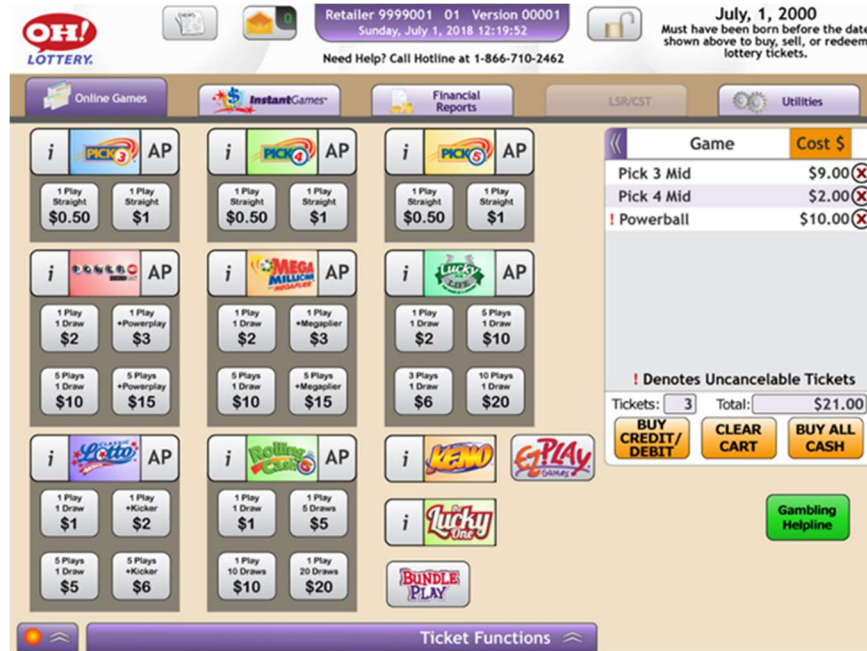 OH!
LOTTERY.
NEWS
0
Retailer 9999001 01 Version 00001
Sunday, July 1, 2018 12:19:52
Need Help? Call Hotline at 1-866-710-2462
July, 1, 2000
Must have been born before the date
shown above to buy, sell, or redeem
lottery tickets.
Online Games
InstantGames
Financial
Reports
LSR/CST
Utilities
i PICK 3 AP
1 Play
Straight
$0.50
1 Play
Straight
$1
i PICK 4 AP
1 Play
Straight
$0.50
1 Play
Straight
$1
i PICK 5 AP
1 Play
Straight
$0.50
1 Play
Straight
$1
Game Cost $
Pick 3 Mid $9.00 X
Pick 4 Mid $2.00 X
! Powerball $10.00 X
! Denotes Uncancelable Tickets
Tickets: 3 Total: $21.00
BUY
CREDIT/
DEBIT
CLEAR
CART
BUY ALL
CASH
Gambling
Helpline
i POWERBALL AP
1 Play
1 Draw
$2
1 Play
+Powerplay
$3
5 Plays
1 Draw
$10
5 Plays
+Powerplay
$15
i MEGA
MILLIONS
MEGAPLIER AP
1 Play
1 Draw
$2
1 Play
+Megaplier
$3
5 Plays
1 Draw
$10
5 Plays
+Megaplier
$15
i Lucky
LIFE AP
1 Play
1 Draw
$2
5 Plays
1 Draw
$10
3 Plays
1 Draw
$6
10 Plays
1 Draw
$20
i CLASSIC
Lotto AP
1 Play
1 Draw
$1
1 Play
+Kicker
$2
5 Plays
1 Draw
$5
5 Plays
+Kicker
$6
i Rolling
Cash 5 AP
1 Play
1 Draw
$1
1 Play
5 Draws
$5
1 Play
10 Draws
$10
1 Play
20 Draws
$20
i KENO
EZPLAY
GAMES
i The
Lucky
One
BUNDLE
PLAY
Ticket Functions